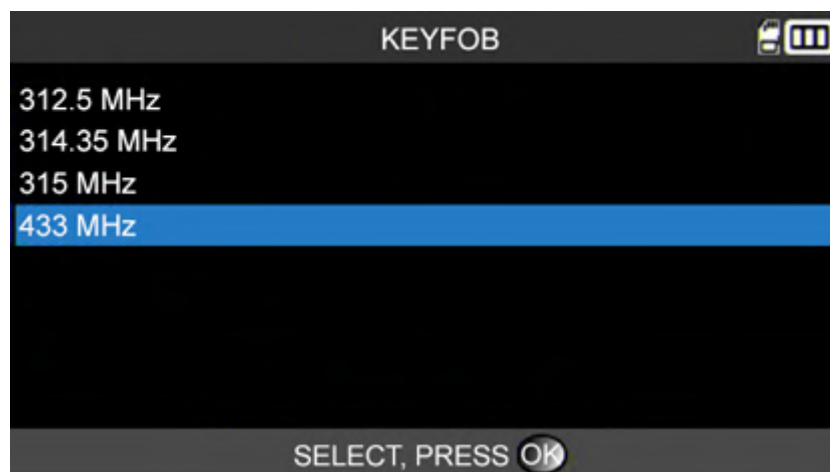 KEYFOB
312.5 MHz
314.35 MHz
315 MHz
433 MHz
SELECT, PRESS OK